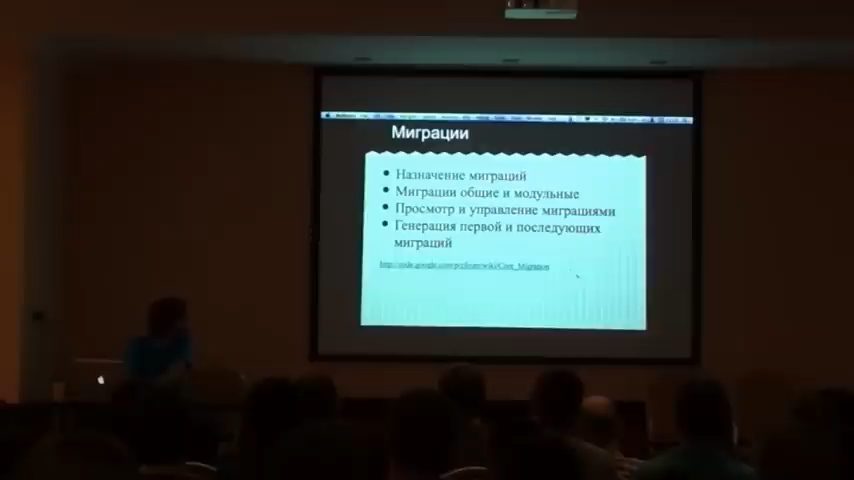 Миграции
Назначение миграций
Миграции общие и модульные
Просмотр и управление миграциями
Генерация первой и последующих
миграций